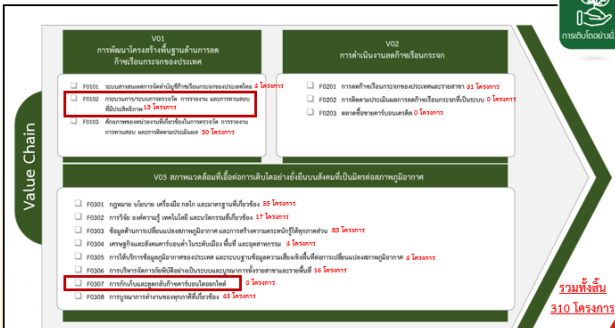 การเติบโตอย่างยั่
V01
การพัฒนาโครงสร้างพื้นฐานด้านการลด
ก๊าซเรือนกระจกของประเทศ
F0101 ระบบสารสนเทศการจัดทำบัญชีก๊าซเรือนกระจกของประเทศไทย 4 โครงการ
F0102 กระบวนการ/ระบบการตรวจวัด การรายงาน และการทวนสอบ
ที่มีประสิทธิภาพ 13 โครงการ
F0103 ศักยภาพของหน่วยงานที่เกี่ยวข้องในการตรวจวัด การรายงาน
การทวนสอบ และการติดตามประเมินผล 30 โครงการ
V02
การดำเนินงานลดก๊าซเรือนกระจก
F0201 การลดก๊าซเรือนกระจกของประเทศและรายสาขา 41 โครงการ
F0202 การติดตามประเมินผลการลดก๊าซเรือนกระจกที่เป็นระบบ 0 โครงการ
F0203 ตลาดซื้อขายคาร์บอนเครดิต 0 โครงการ
Value Chain
V03 สภาพแวดล้อมที่เอื้อต่อการเติบโตอย่างยั่งยืนบนสังคมที่เป็นมิตรต่อสภาพภูมิอากาศ
F0301 กฎหมาย นโยบาย เครื่องมือ กลไก และมาตรฐานที่เกี่ยวข้อง 55 โครงการ
F0302 การวิจัย องค์ความรู้ เทคโนโลยี และนวัตกรรมที่เกี่ยวข้อง 17 โครงการ
F0303 ข้อมูลด้านการเปลี่ยนแปลงสภาพภูมิอากาศ และการสร้างความตระหนักรู้ให้ทุกภาคส่วน 83 โครงการ
F0304 เศรษฐกิจและสังคมคาร์บอนต่ำ ในระดับเมือง พื้นที่ และอุตสาหกรรม 4 โครงการ
F0305 การให้บริการข้อมูลภูมิอากาศของประเทศ และระบบฐานข้อมูลความเสี่ยงเชิงพื้นที่ต่อการเปลี่ยนแปลงสภาพภูมิอากาศ 4 โครงการ
F0306 การบริหารจัดการภัยพิบัติอย่างเป็นระบบและบูรณาการทั้งรายสาขาและรายพื้นที่ 16 โครงการ
F0307 การกักเก็บและดูดกลับก๊าซคาร์บอนไดออกไซด์ 0 โครงการ
F0308 การบูรณาการทำงานของทุกภาคีที่เกี่ยวข้อง 43 โครงการ
รวมทั้งสิ้น
310 โครงการ